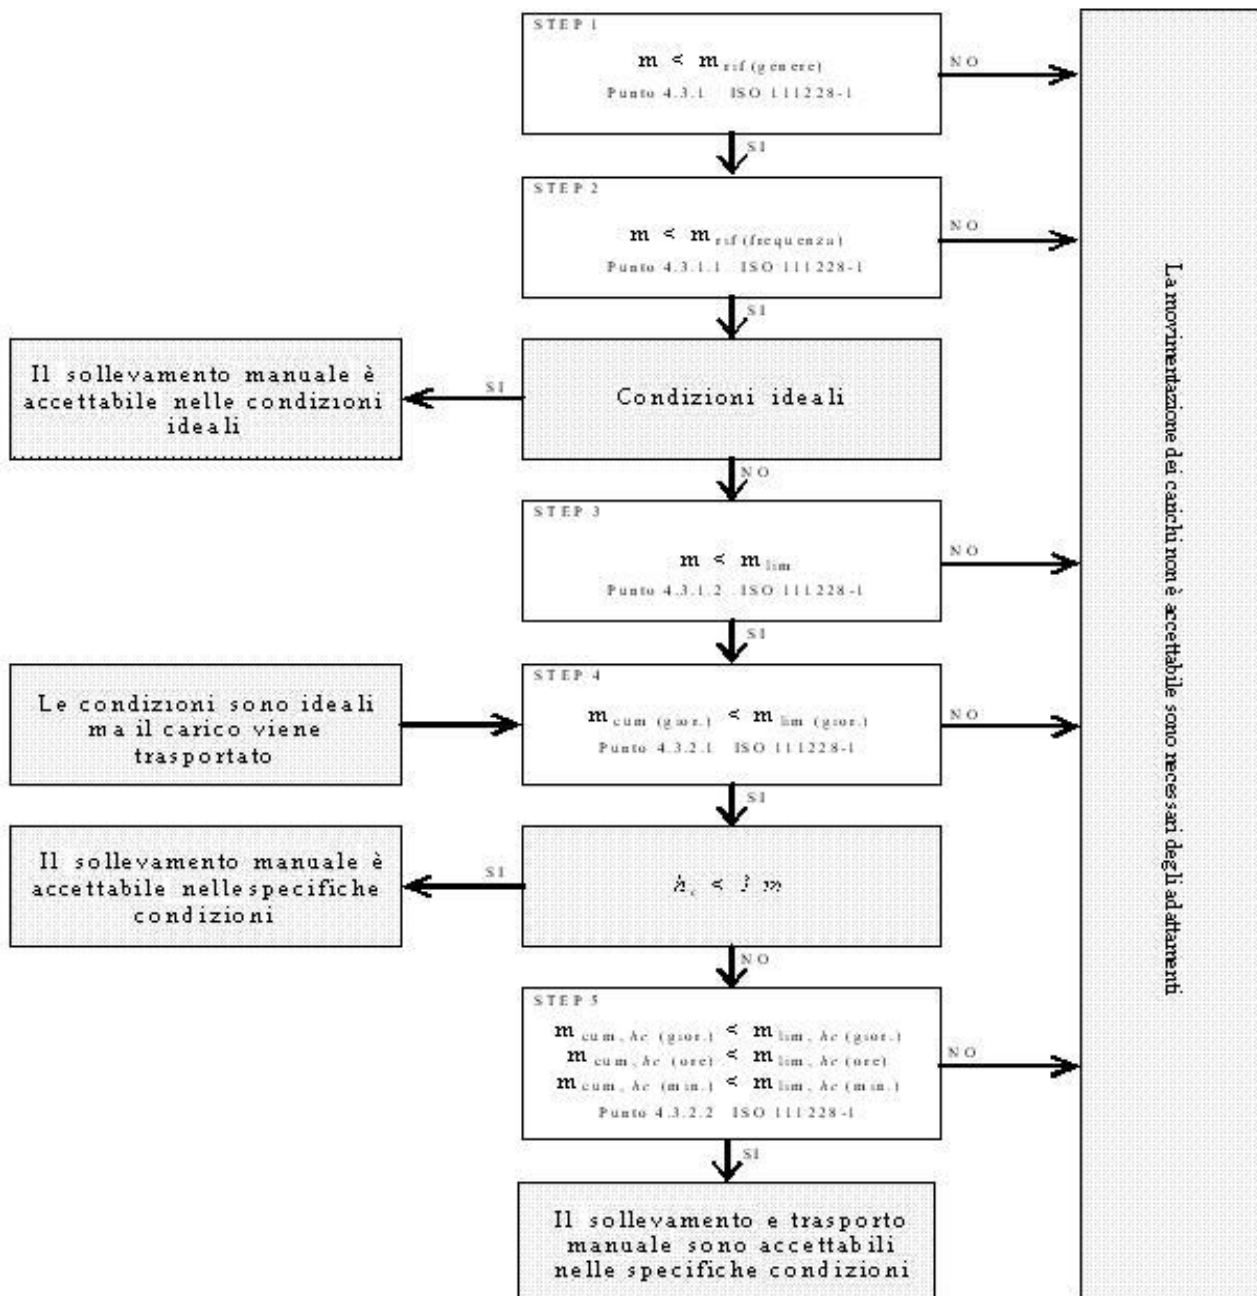 STEP 1
m < m rif (genere)
Punto 4.3.1 ISO 111228-1
NO
SI
STEP 2
m < m rif (frequenza)
Punto 4.3.1.1 ISO 111228-1
NO
SI
Il sollevamento manuale è
accettabile nelle condizioni
ideali
SI
Condizioni ideali
NO
STEP 3
m < m lim
Punto 4.3.1.2 ISO 111228-1
NO
SI
Le condizioni sono ideali
ma il carico viene
trasportato
STEP 4
m cum (gior.) < m lim (gior.)
Punto 4.3.2.1 ISO 111228-1
NO
SI
Il sollevamento manuale è
accettabile nelle specifiche
condizioni
SI
h c < 1 m
NO
STEP 5
m cum, hc (gior.) < m lim, hc (gior.)
m cum, hc (ore) < m lim, hc (ore)
m cum, hc (min.) < m lim, hc (min.)
Punto 4.3.2.2 ISO 111228-1
NO
SI
Il sollevamento e trasporto
manuale sono accettabili
nelle specifiche condizioni
La movimentazione dei carichi non è accettabile sono necessari degli adattamenti